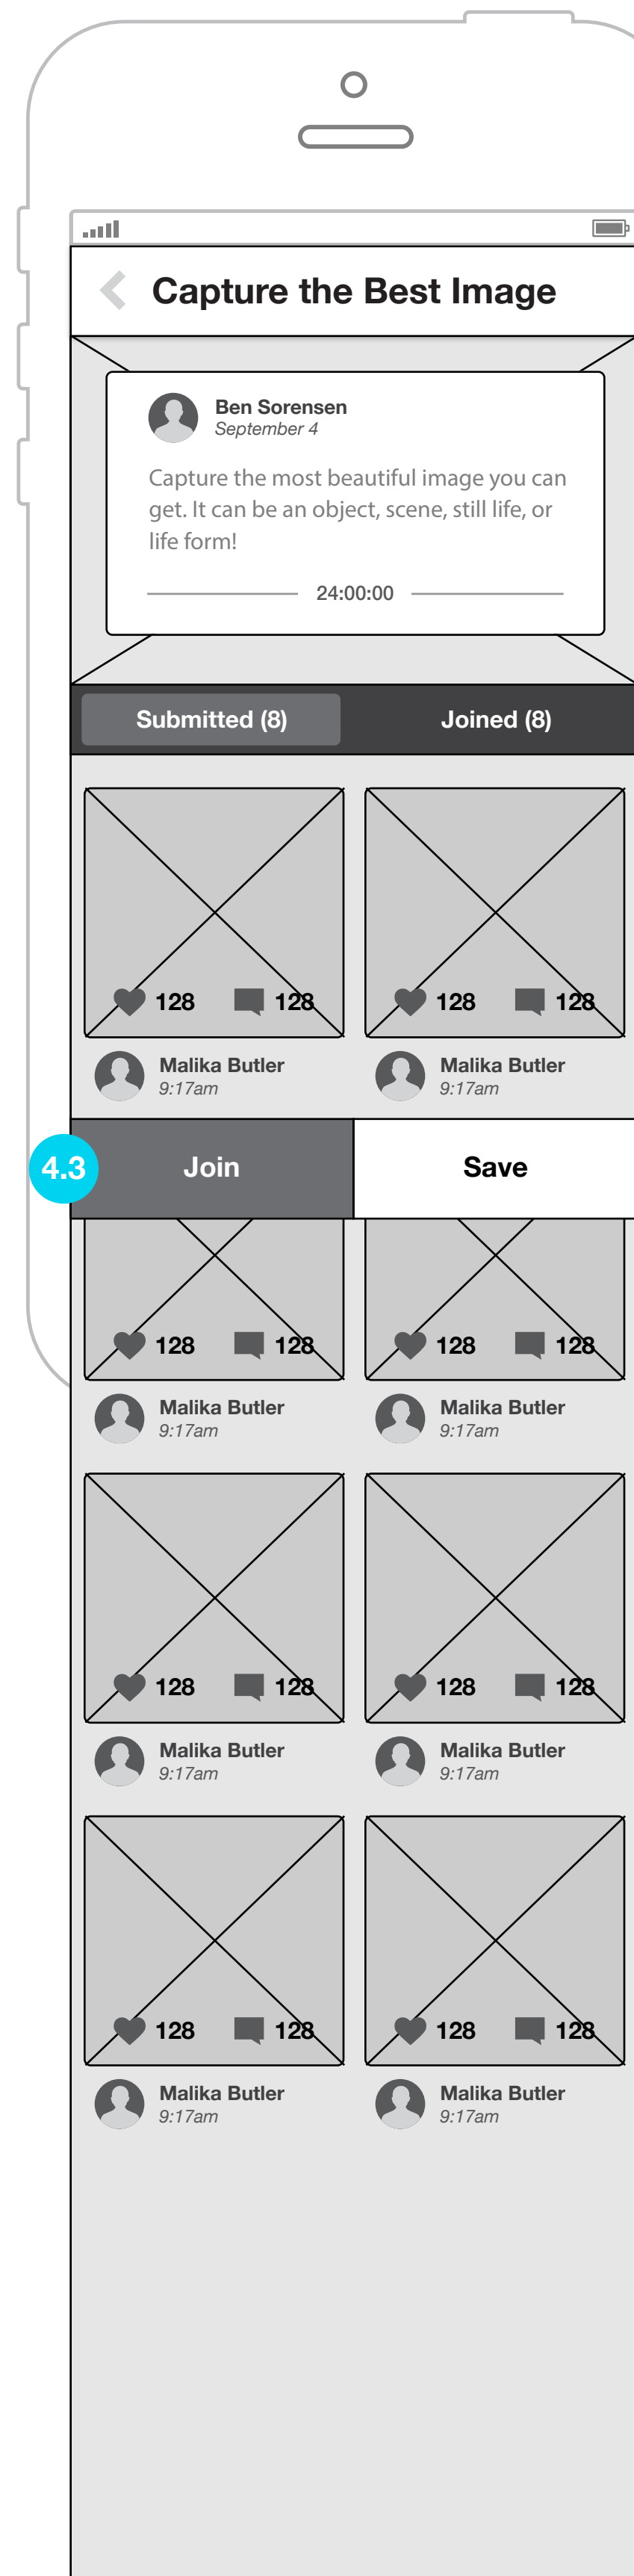 Capture the Best Image
Ben Sorensen
September 4
Capture the most beautiful image you can
get. It can be an object, scene, still life, or
life form!
24:00:00
Submitted (8) Joined (8)
128 128 128 128
Malika Butler Malika Butler
9:17am 9:17am
4.3 Join Save
128 128 128 128
Malika Butler Malika Butler
9:17am 9:17am
128 128 128 128
Malika Butler Malika Butler
9:17am 9:17am
128 128 128 128
Malika Butler Malika Butler
9:17am 9:17am